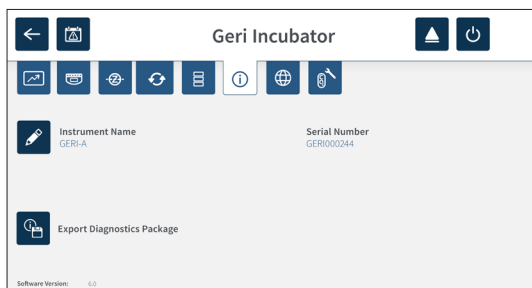 Geri Incubator
Instrument Name
GERI-A
Serial Number
GERI000244
Export Diagnostics Package
Software Version: 6.0